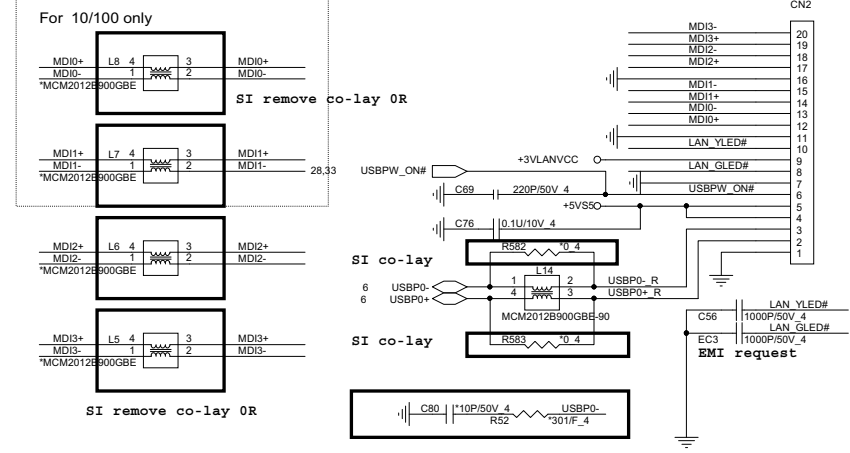 For 10/100 only
CN2
MDI0+ L8 4 3 MDI0+
MDI0- 1 2 MDI0-
*MCM2012B900GBE
SI remove co-lay 0R
MDI1+ L7 4 3 MDI1+
MDI1- 1 2 MDI1-
*MCM2012B900GBE
MDI2+ L6 4 3 MDI2+
MDI2- 1 2 MDI2-
*MCM2012B900GBE
MDI3+ L5 4 3 MDI3+
MDI3- 1 2 MDI3-
*MCM2012B900GBE
SI remove co-lay 0R
MDI3- 20
MDI3+ 19
MDI2- 18
MDI2+ 17
16
MDI1- 15
MDI1+ 14
MDI0- 13
MDI0+ 12
11
LAN_YLED# 10
+3VLANVCC 9
LAN_GLED# 8
7
USBPW_ON# 6
+5VS5 5
4
3
2
1
28,33 USBPW_ON#
C69 220P/50V_4
C76 0.1U/10V_4
SI co-lay
R582 *0_4
L14
6 USBP0- 1 2 USBP0-_R
6 USBP0+ 4 3 USBP0+_R
MCM2012B900GBE-90
SI co-lay
R583 *0_4
LAN_YLED#
C56 1000P/50V_4
LAN_GLED#
EC3 1000P/50V_4
EMI request
C80 *10P/50V_4 USBP0-
R52 *301/F_4